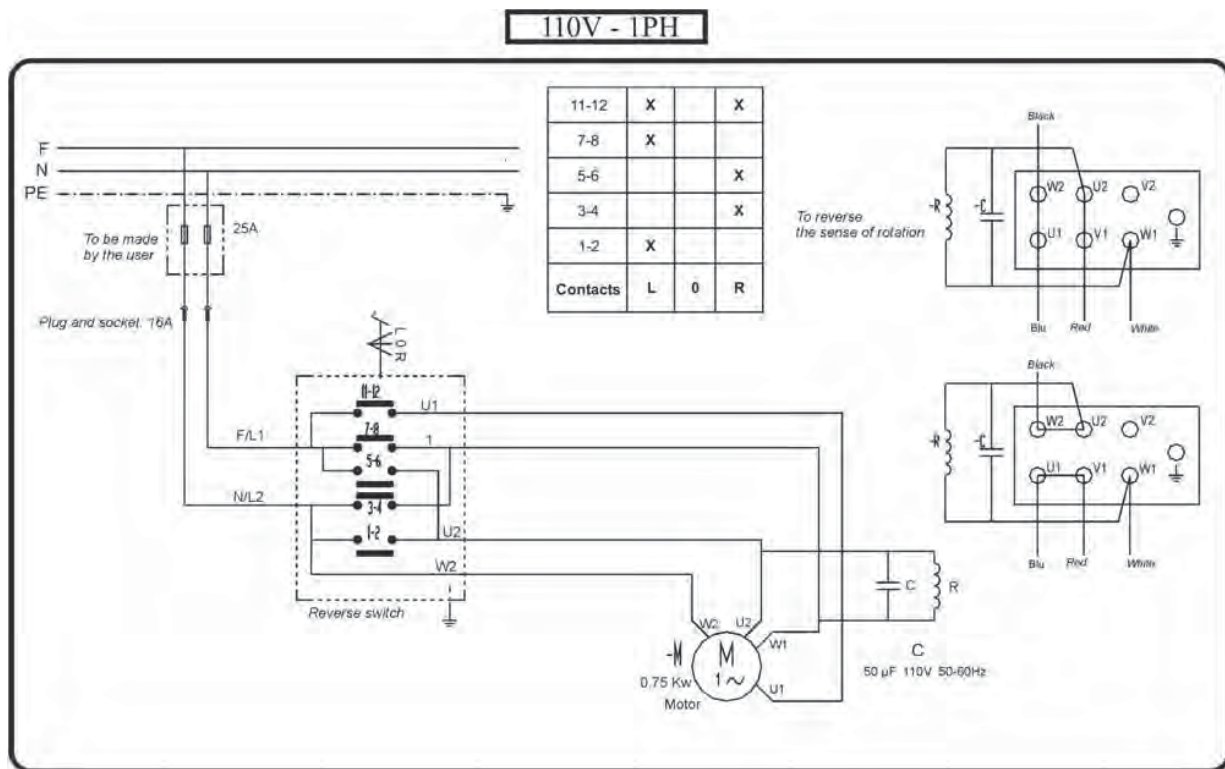 110V - 1PH
F
N
PE
To be made
by the user
25A
Plug and socket. 16A
11-12 X X
7-8 X
5-6 X
3-4 X
1-2 X
Contacts L 0 R
L 0 R
11-12
U1
F/L1
7-8
1
5-6
N/L2
3-4
1-2
U2
W2
Reverse switch
W2
U2
W1
U1
-M
M
1~
0.75 Kw
Motor
C
R
C
50 µF 110V 50-60Hz
To reverse
the sense of rotation
Black
-R
-C
W2 U2 V2
U1 V1 W1
Blu Red White
Black
-R
-C
W2 U2 V2
U1 V1 W1
Blu Red White